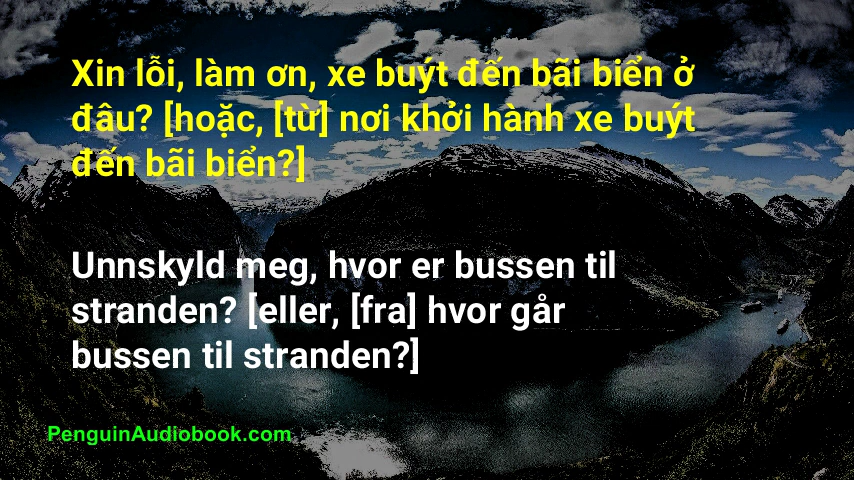 Xin lỗi, làm ơn, xe buýt đến bãi biển ở
đâu? [hoặc, [từ] nơi khởi hành xe buýt
đến bãi biển?]
Unnskyld meg, hvor er bussen til
stranden? [eller, [fra] hvor går
bussen til stranden?]
PenguinAudiobook.com